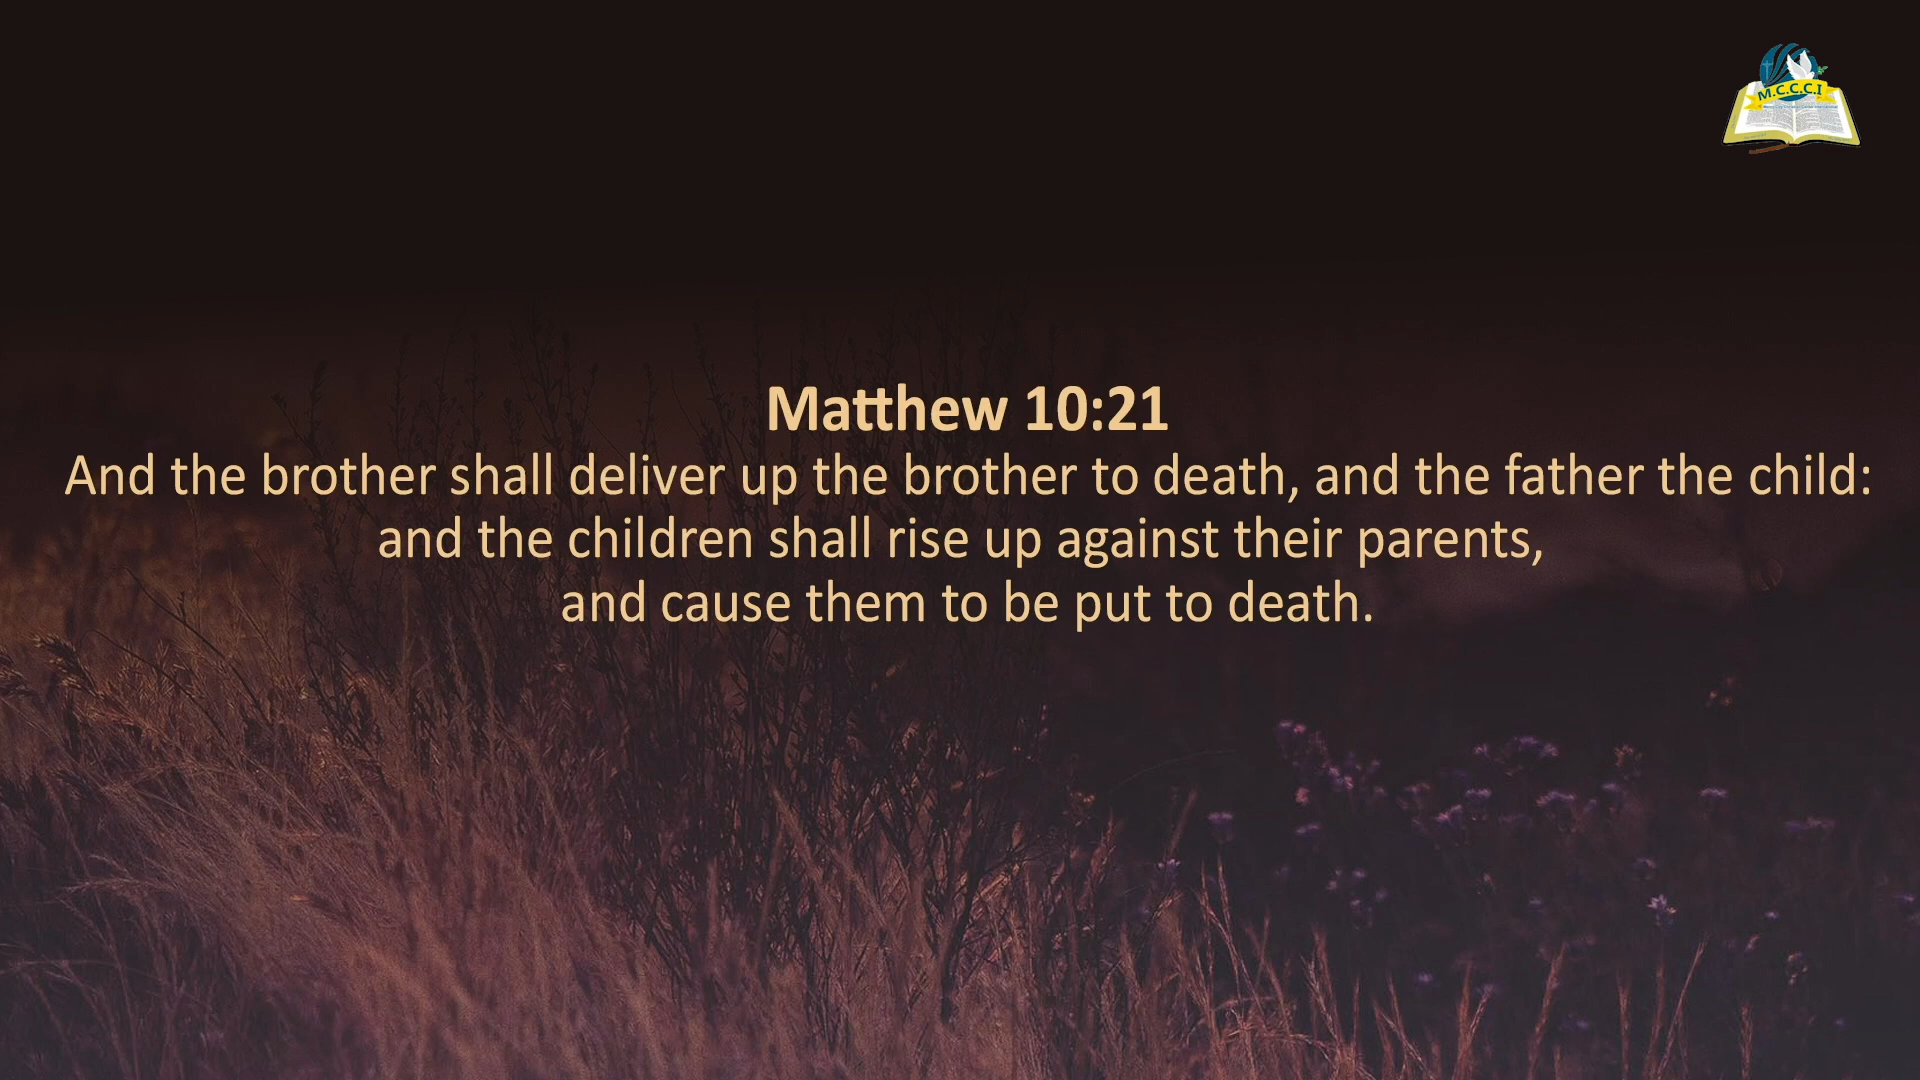 M.C.C.C.I
Matthew 10:21
And the brother shall deliver up the brother to death, and the father the child:
and the children shall rise up against their parents,
and cause them to be put to death.